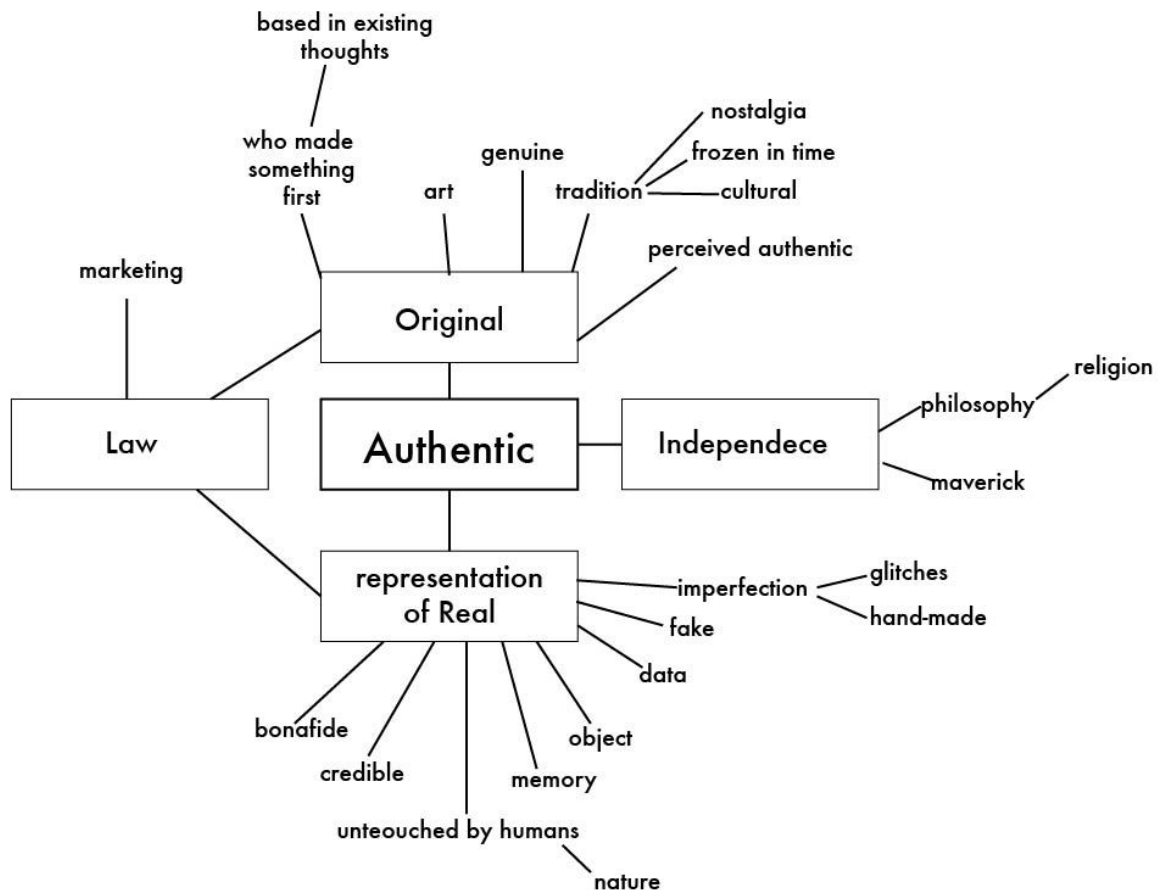 based in existing
thoughts
who made
something
first
art
genuine
tradition
nostalgia
frozen in time
cultural
perceived authentic
marketing
Original
Law
Authentic
Independece
philosophy
religion
maverick
representation
of Real
imperfection
glitches
hand-made
fake
data
bonafide
credible
object
memory
unteouched by humans
nature